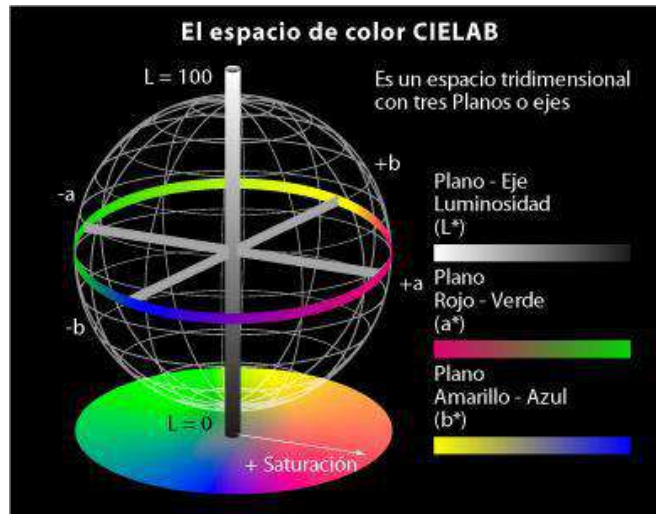 El espacio de color CIELAB
L = 100
Es un espacio tridimensional
con tres Planos o ejes
+b
-a
Plano - Eje
Luminosidad
(L*)
Plano
Rojo - Verde
(a*)
+a
-b
Plano
Amarillo - Azul
(b*)
L = 0
+ Saturación